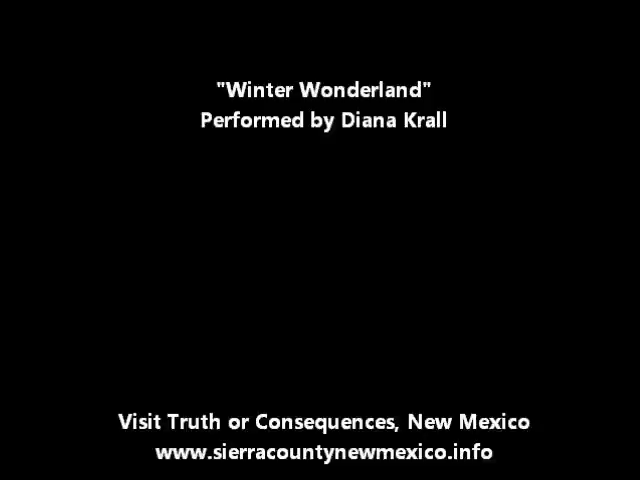 "Winter Wonderland"
Performed by Diana Krall
Visit Truth or Consequences, New Mexico
www.sierracountynewmexico.info